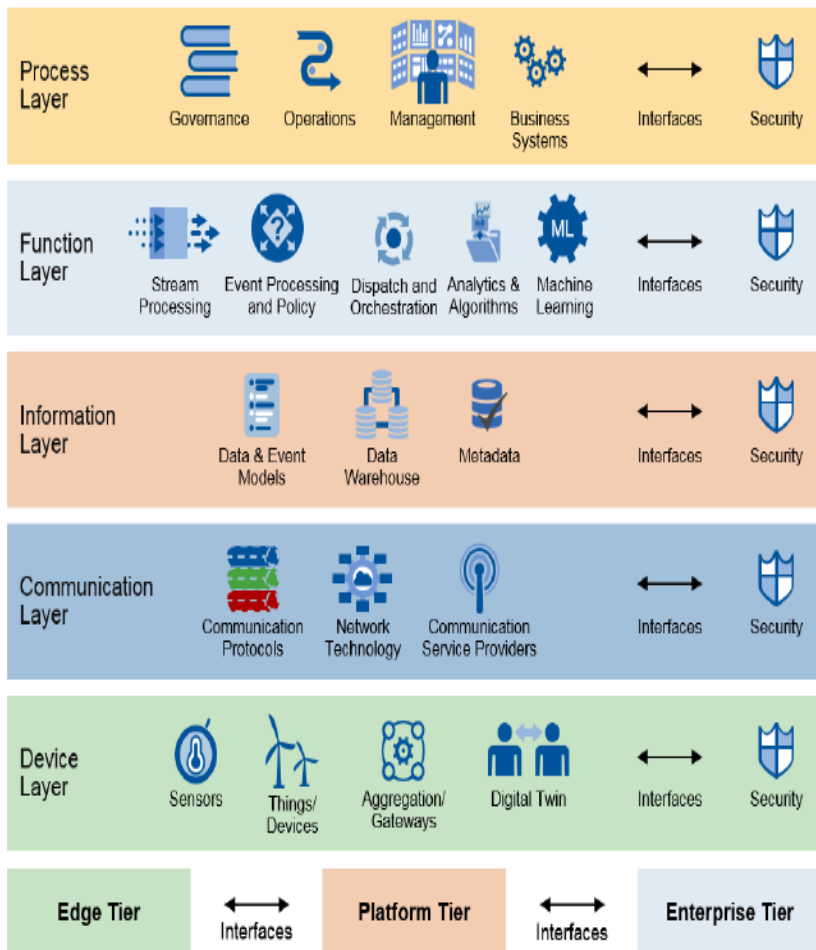 Process
Layer
Governance
Operations
Management
Business
Systems
Interfaces
Security
Function
Layer
Stream
Processing
Event Processing
and Policy
Dispatch and
Orchestration
Analytics &
Algorithms
ML
Machine
Learning
Interfaces
Security
Information
Layer
Data & Event
Models
Data
Warehouse
Metadata
Interfaces
Security
Communication
Layer
Communication
Protocols
Network
Technology
Communication
Service Providers
Interfaces
Security
Device
Layer
Sensors
Things/
Devices
Aggregation/
Gateways
Digital Twin
Interfaces
Security
Edge Tier
Interfaces
Platform Tier
Interfaces
Enterprise Tier